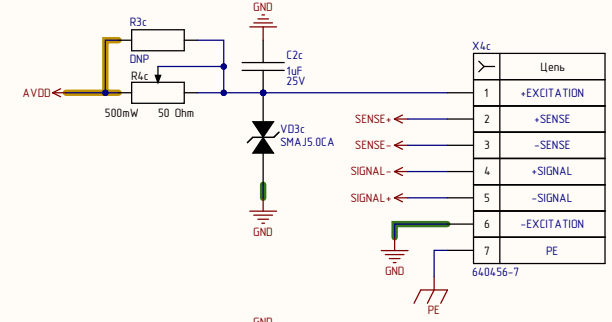 GND
R3c
DNP
R4c
AVDD
500mW 50 Ohm
C2c
1uF
25V
VD3c
SMAJ5.0CA
GND
X4c
Цепь
1 +EXCITATION
SENSE+ 2 +SENSE
SENSE- 3 -SENSE
SIGNAL- 4 +SIGNAL
SIGNAL+ 5 -SIGNAL
6 -EXCITATION
7 PE
GND
640456-7
PE
GND